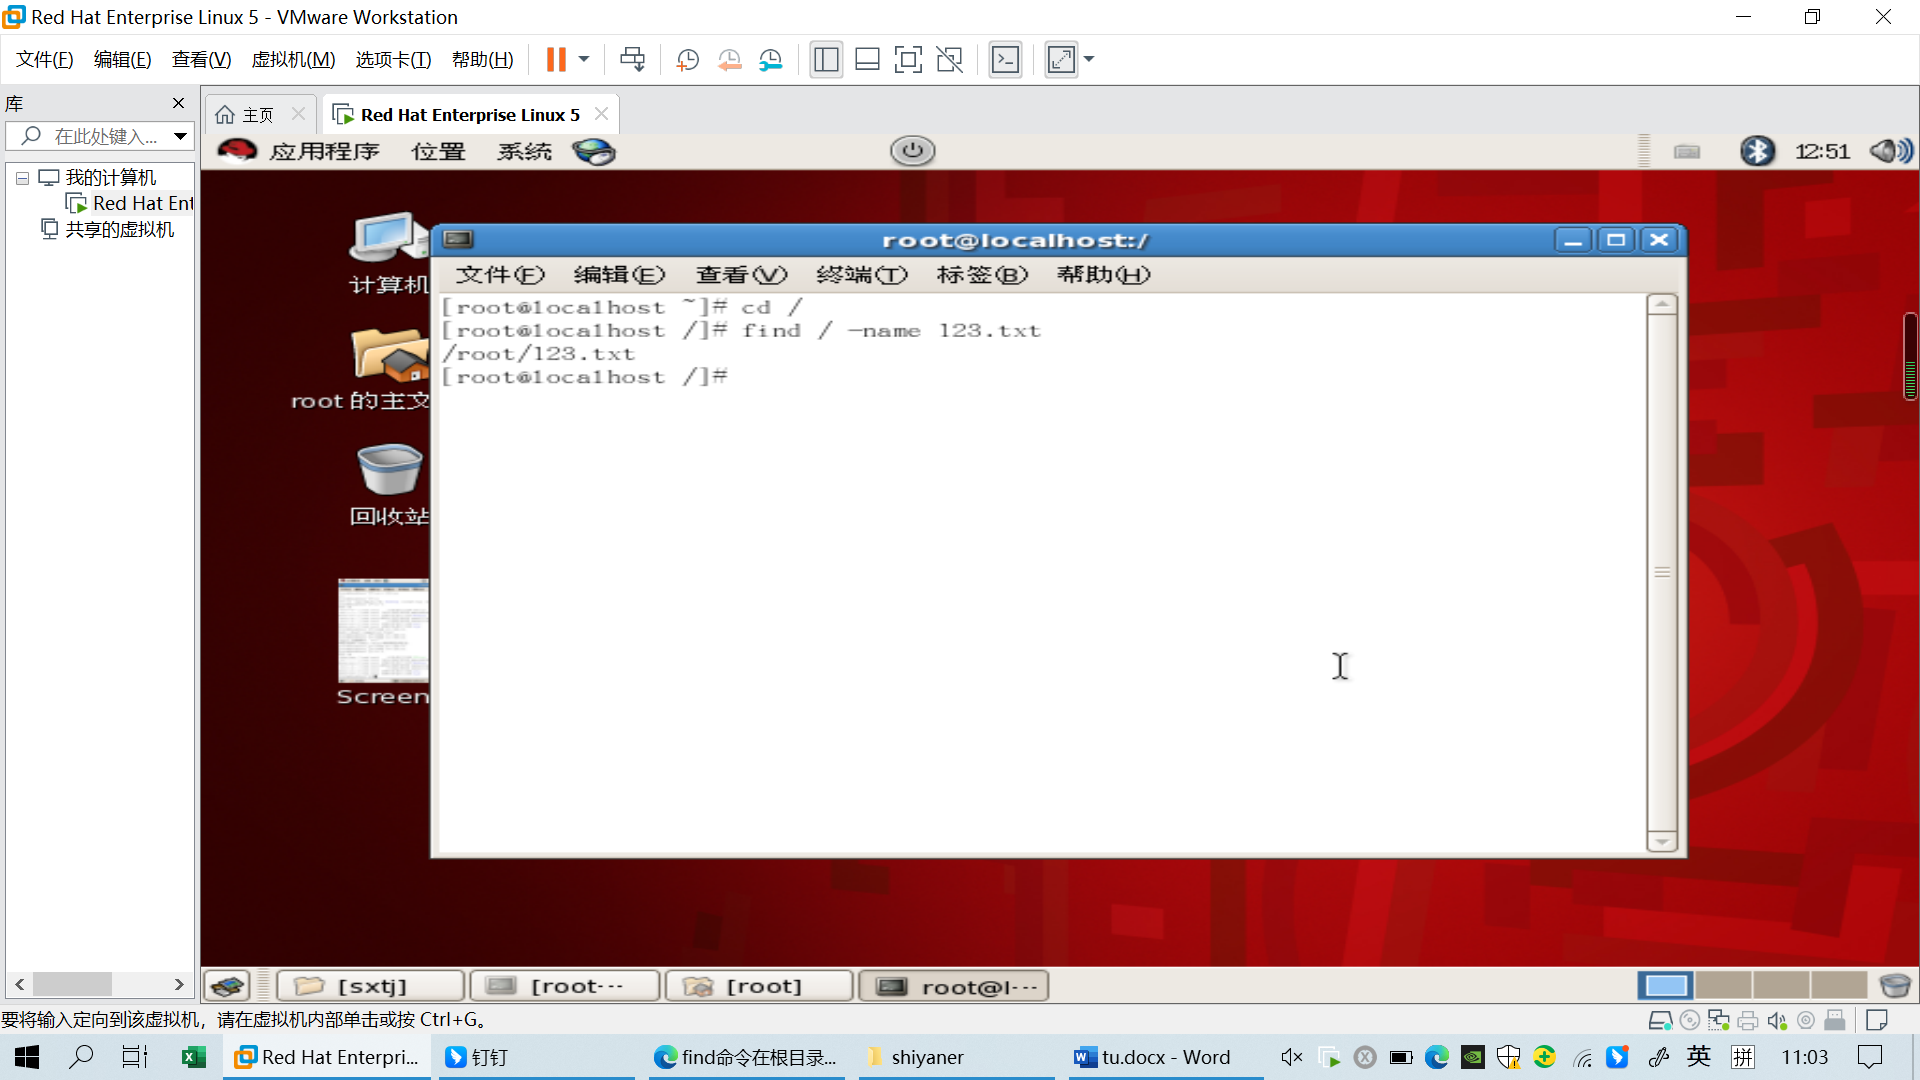 Red Hat Enterprise Linux 5 - VMware Workstation
文件(F) 编辑(E) 查看(V) 虚拟机(M) 选项卡(T) 帮助(H)
库
在此处键入...
我的计算机
Red Hat Ent
共享的虚拟机
主页
Red Hat Enterprise Linux 5
应用程序 位置 系统
12:51
计算机
root 的主文
回收站
Screen
root@localhost:/
文件(F) 编辑(E) 查看(V) 终端(T) 标签(B) 帮助(H)
[root@localhost ~]# cd /
[root@localhost /]# find / -name 123.txt
/root/123.txt
[root@localhost /]#
[sxtj]
[root···
[root]
root@l···
要将输入定向到该虚拟机，请在虚拟机内部单击或按 Ctrl+G。
Red Hat Enterpri...
钉钉
find命令在根目录...
shiyaner
tu.docx - Word
英
拼
11:03